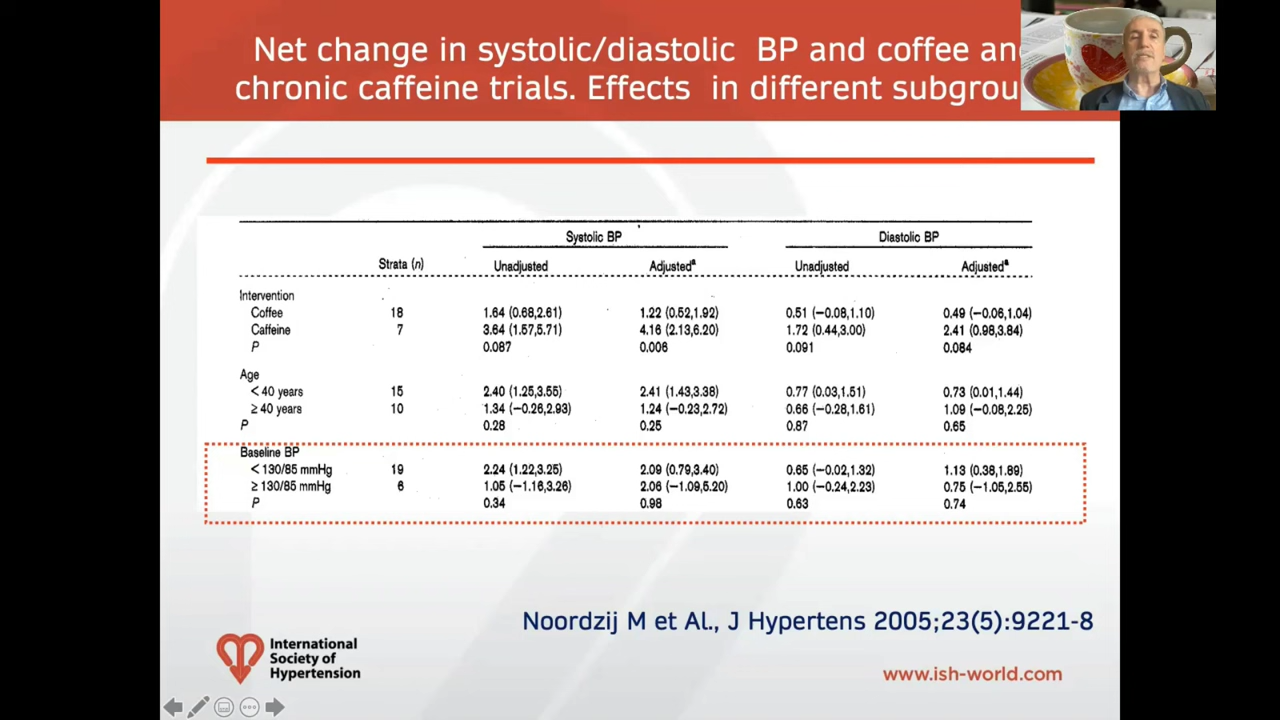 Net change in systolic/diastolic BP and coffee an
chronic caffeine trials. Effects in different subgrou
Systolic BP Diastolic BP
Strata (n) Unadjusted Adjustedᵃ Unadjusted Adjustedᵃ
Intervention
Coffee 18 1.64 (0.68,2.61) 1.22 (0.52,1.92) 0.51 (−0.08,1.10) 0.49 (−0.06,1.04)
Caffeine 7 3.64 (1.57,5.71) 4.16 (2.13,6.20) 1.72 (0.44,3.00) 2.41 (0.98,3.84)
P 0.087 0.006 0.091 0.084
Age
< 40 years 15 2.40 (1.25,3.55) 2.41 (1.43,3.38) 0.77 (0.03,1.51) 0.73 (0.01,1.44)
≥ 40 years 10 1.34 (−0.26,2.93) 1.24 (−0.23,2.72) 0.66 (−0.28,1.61) 1.09 (−0.08,2.25)
P 0.28 0.25 0.87 0.65
Baseline BP
< 130/85 mmHg 19 2.24 (1.22,3.25) 2.09 (0.79,3.40) 0.65 (−0.02,1.32) 1.13 (0.38,1.89)
≥ 130/85 mmHg 6 1.05 (−1.16,3.26) 2.06 (−1.09,5.20) 1.00 (−0.24,2.23) 0.75 (−1.05,2.55)
P 0.34 0.98 0.63 0.74
Noordzij M et Al., J Hypertens 2005;23(5):9221-8
International
Society of
Hypertension
www.ish-world.com